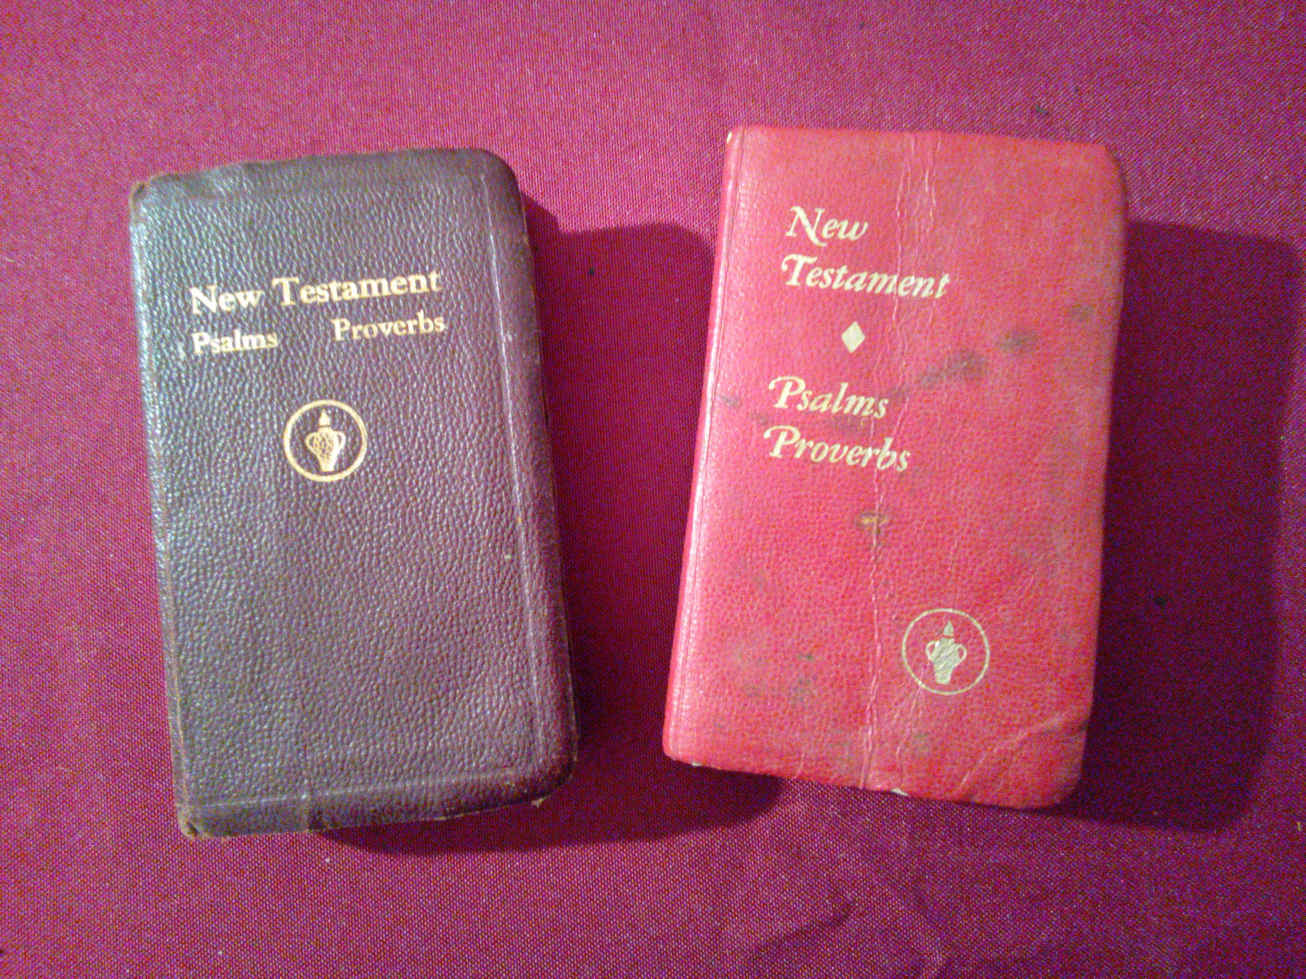 New Testament
Psalms Proverbs
New
Testament
Psalms
Proverbs